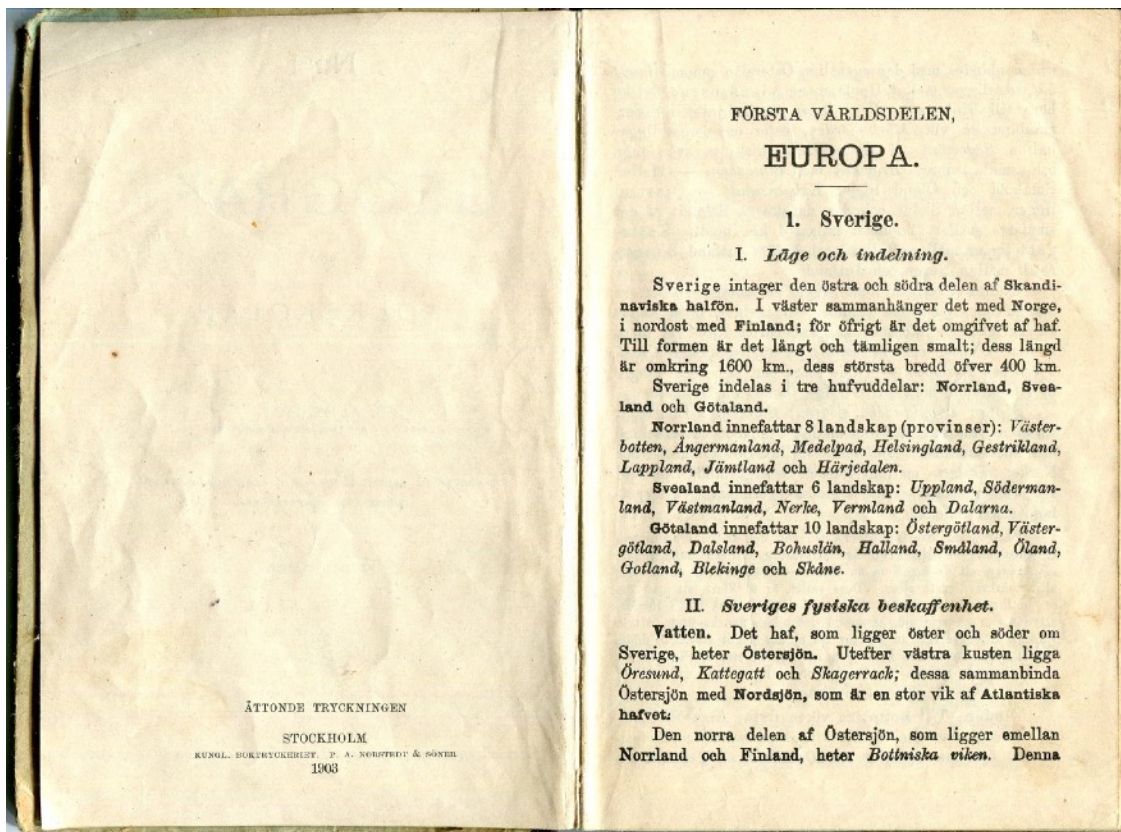 ÅTTONDE TRYCKNINGEN
STOCKHOLM
KUNGL. BOKTRYCKERIET. P. A. NORSTEDT & SÖNER
1903
FÖRSTA VÄRLDSDELEN,
EUROPA.
1. Sverige.
I. Läge och indelning.
Sverige intager den östra och södra delen af Skandi-
naviska halfön. I väster sammanhänger det med Norge,
i nordost med Finland; för öfrigt är det omgifvet af haf.
Till formen är det långt och tämligen smalt; dess längd
är omkring 1600 km., dess största bredd öfver 400 km.
Sverige indelas i tre hufvuddelar: Norrland, Svea-
land och Götaland.
Norrland innefattar 8 landskap (provinser): Väster-
botten, Ångermanland, Medelpad, Helsingland, Gestrikland,
Lappland, Jämtland och Härjedalen.
Svealand innefattar 6 landskap: Uppland, Söderman-
land, Västmanland, Nerke, Vermland och Dalarna.
Götaland innefattar 10 landskap: Östergötland, Väster-
götland, Dalsland, Bohuslän, Halland, Småland, Öland,
Gotland, Blekinge och Skåne.
II. Sveriges fysiska beskaffenhet.
Vatten. Det haf, som ligger öster och söder om
Sverige, heter Östersjön. Utefter västra kusten ligga
Öresund, Kattegatt och Skagerrack; dessa sammanbinda
Östersjön med Nordsjön, som är en stor vik af Atlantiska
hafvet.
Den norra delen af Östersjön, som ligger emellan
Norrland och Finland, heter Bottniska viken. Denna